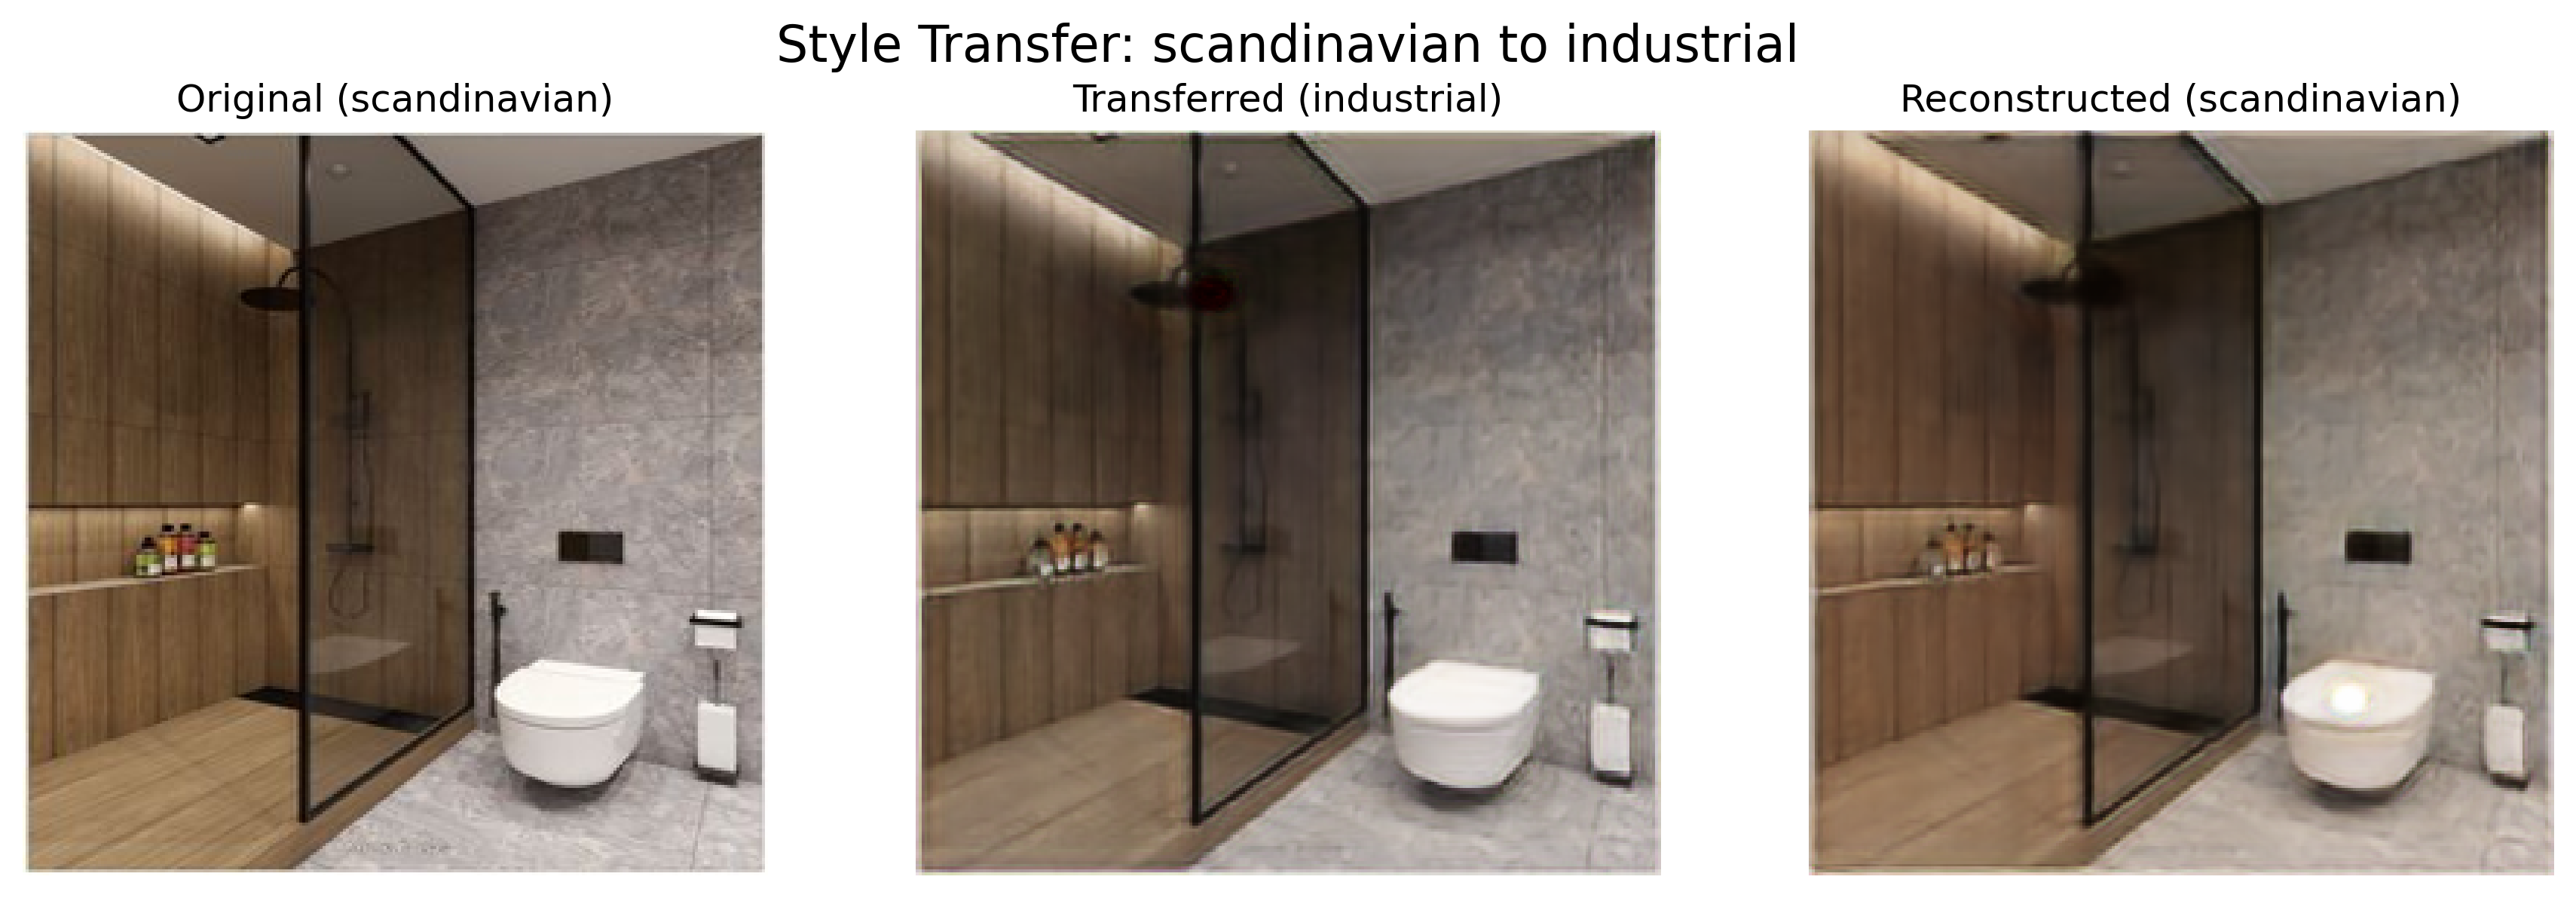 Style Transfer: scandinavian to industrial
Original (scandinavian)
Transferred (industrial)
Reconstructed (scandinavian)